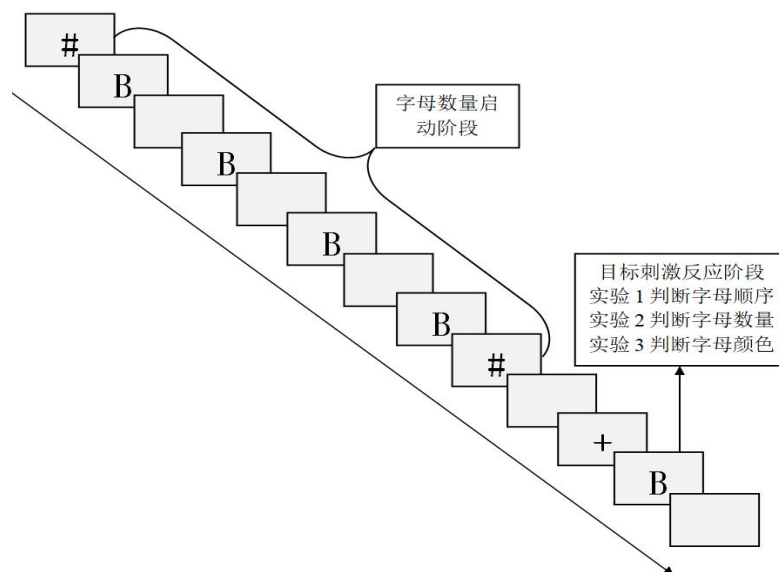 #
B
B
B
B
#
+
B
字母数量启
动阶段
目标刺激反应阶段
实验 1 判断字母顺序
实验 2 判断字母数量
实验 3 判断字母颜色